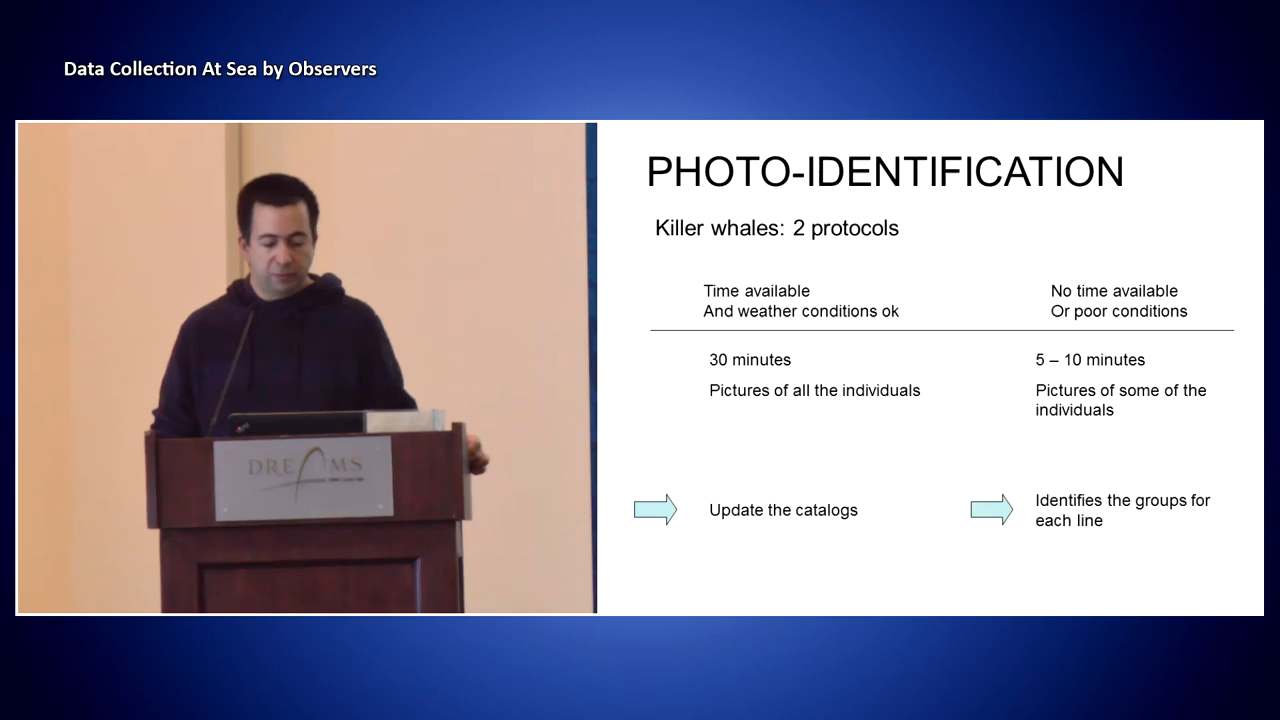 Data Collection At Sea by Observers
DREAMS
PHOTO-IDENTIFICATION
Killer whales: 2 protocols
Time available
And weather conditions ok
No time available
Or poor conditions
30 minutes
5 – 10 minutes
Pictures of all the individuals
Pictures of some of the
individuals
Update the catalogs
Identifies the groups for
each line